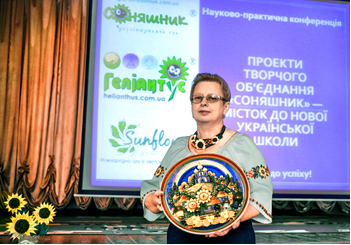 Соняшник
Науково-практична конференція
Геліантус
helianthus.com.ua
ПРОЕКТИ
ТВОРЧОГО
ОБ'ЄДНАННЯ
«СОНЯШНИК» —
МІСТОК ДО НОВОЇ
УКРАЇНСЬКОЇ
ШКОЛИ
Sunflo
до успіху!